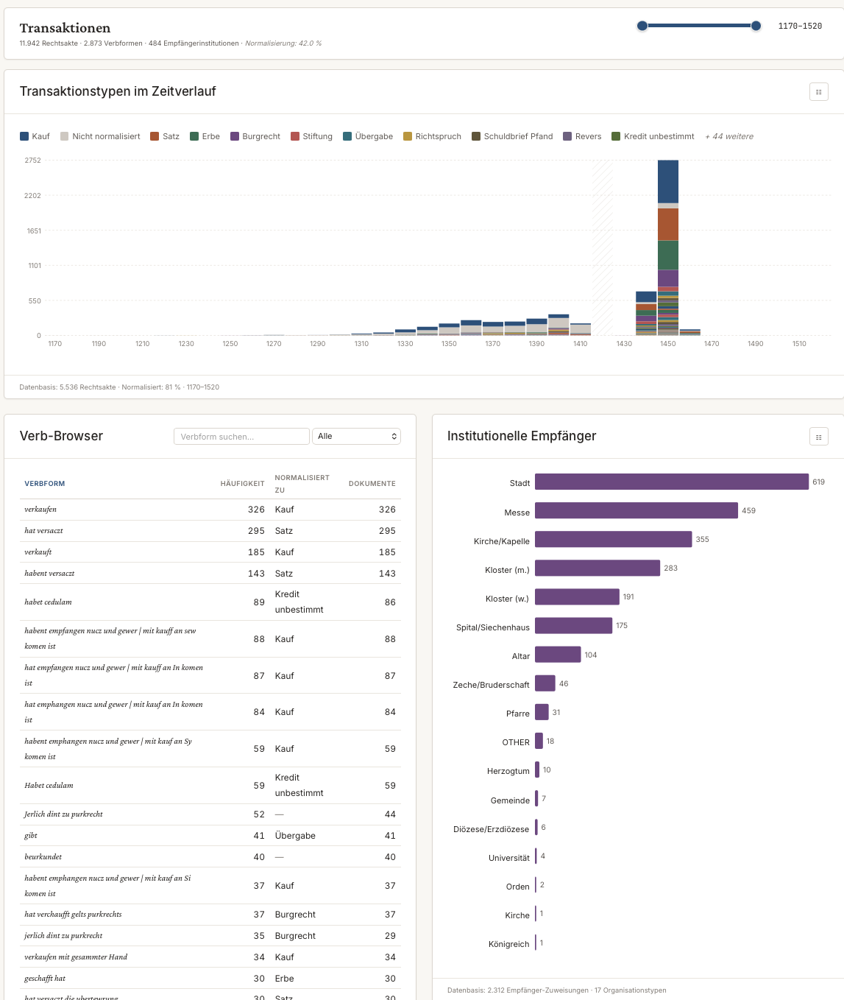 Transaktionen
1170–1520
11.942 Rechtsakte · 2.873 Verbformen · 484 Empfängerinstitutionen · Normalisierung: 42.0 %
Transaktionstypen im Zeitverlauf
Kauf Nicht normalisiert Satz Erbe Burgrecht Stiftung Übergabe Richtspruch Schuldbrief Pfand Revers Kredit unbestimmt + 44 weitere
2752
2202
1651
1101
550
0
1170 1190 1210 1230 1250 1270 1290 1310 1330 1350 1370 1390 1410 1430 1450 1470 1490 1510
Datenbasis: 5.536 Rechtsakte · Normalisiert: 81 % · 1170–1520
Verb-Browser
Verbform suchen...
Alle
VERBFORM HÄUFIGKEIT NORMALISIERT ZU DOKUMENTE
verkaufen 326 Kauf 326
hat versaczt 295 Satz 295
verkauft 185 Kauf 185
habent versaczt 143 Satz 143
habet cedulam 89 Kredit unbestimmt 86
habent empfangen nucz und gewer | mit kauff an sew
komen ist 88 Kauf 88
hat empfangen nucz und gewer | mit kauff an In komen
ist 87 Kauf 87
hat emphangen nucz und gewer | mit kauf an In komen
ist 84 Kauf 84
habent emphangen nucz und gewer | mit kauf an Sy
komen ist 59 Kauf 59
Habet cedulam 59 Kredit unbestimmt 59
Jerlich dint zu purkrecht 52 — 44
gibt 41 Übergabe 41
beurkundet 40 — 40
habent emphangen nucz und gewer | mit kauf an Si
komen ist 37 Kauf 37
hat verchaufft gelts purkrechts 37 Burgrecht 37
jerlich dint zu purkrecht 35 Burgrecht 29
verkaufen mit gesammter Hand 34 Kauf 34
geschafft hat 30 Erbe 30
hat versaczt die ubertewrung 30 Satz 30
Institutionelle Empfänger
Stadt 619
Messe 459
Kirche/Kapelle 355
Kloster (m.) 283
Kloster (w.) 191
Spital/Siechenhaus 175
Altar 104
Zeche/Bruderschaft 46
Pfarre 31
OTHER 18
Herzogtum 10
Gemeinde 7
Diözese/Erzdiözese 6
Universität 4
Orden 2
Kirche 1
Königreich 1
Datenbasis: 2.312 Empfänger-Zuweisungen · 17 Organisationstypen